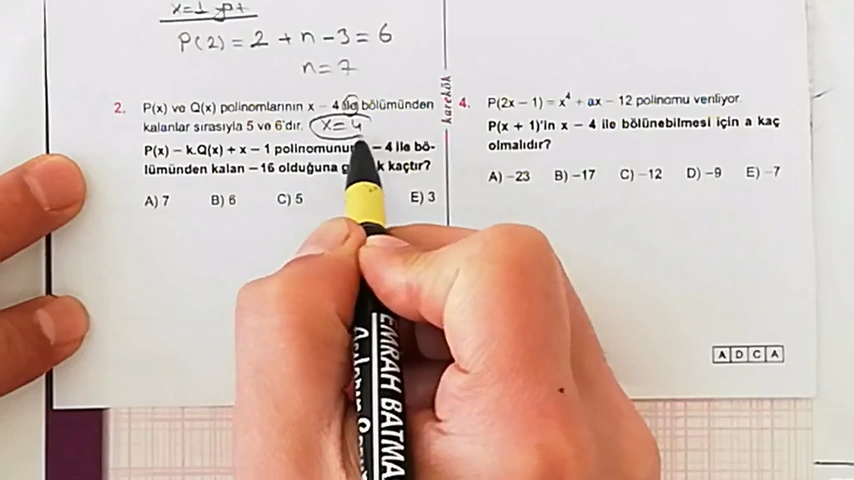 x=1
P(2) = 2 + n - 3 = 6
n = 7
2. P(x) ve Q(x) polinomlarının x - 4 ile bölümünden
kalanlar sırasıyla 5 ve 6'dır. x=4
P(x) - k.Q(x) + x - 1 polinomunun - 4 ile bö-
lümünden kalan - 16 olduğuna k kaçtır?
A) 7 B) 6 C) 5 E) 3
karekök
4. P(2x - 1) = x⁴ + ax - 12 polinomu veriliyor.
P(x + 1)'in x - 4 ile bölünebilmesi için a kaç
olmalıdır?
A) -23 B) -17 C) -12 D) -9 E) -7
A D C A
EMRAH BATMA